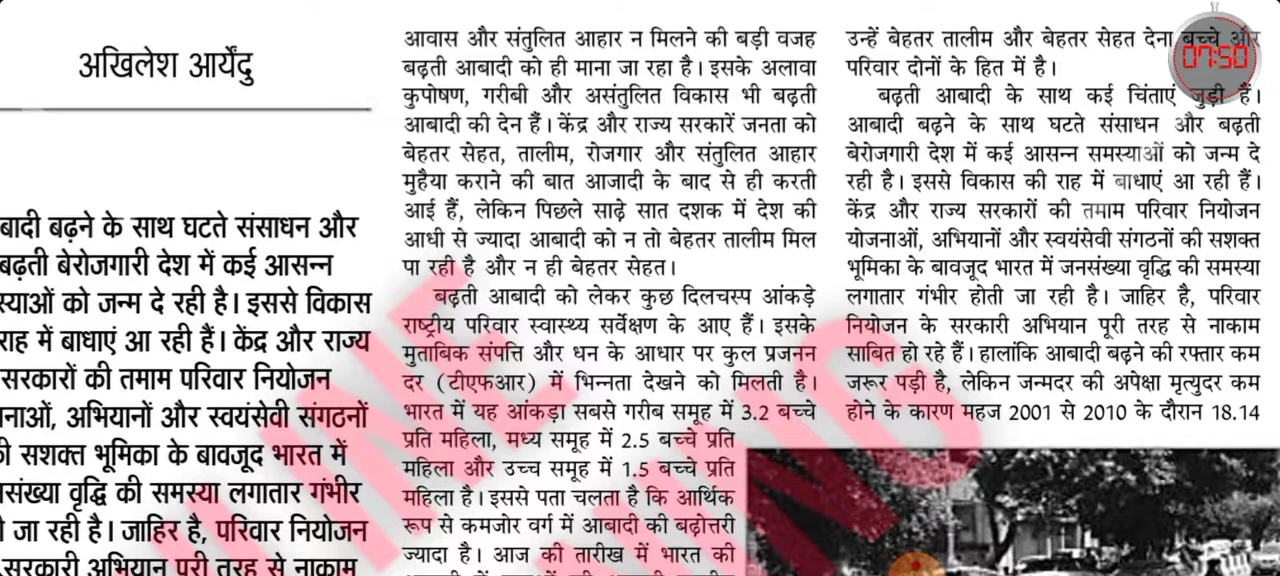 अखिलेश आर्येंदु
बादी बढ़ने के साथ घटते संसाधन और
बढ़ती बेरोजगारी देश में कई आसन्न
स्याओं को जन्म दे रही है। इससे विकास
राह में बाधाएं आ रही हैं। केंद्र और राज्य
सरकारों की तमाम परिवार नियोजन
नाओं, अभियानों और स्वयंसेवी संगठनों
की सशक्त भूमिका के बावजूद भारत में
संख्या वृद्धि की समस्या लगातार गंभीर
जा रही है। जाहिर है, परिवार नियोजन
सरकारी अभियान पूरी तरह से नाकाम
आवास और संतुलित आहार न मिलने की बड़ी वजह
बढ़ती आबादी को ही माना जा रहा है। इसके अलावा
कुपोषण, गरीबी और असंतुलित विकास भी बढ़ती
आबादी की देन हैं। केंद्र और राज्य सरकारें जनता को
बेहतर सेहत, तालीम, रोजगार और संतुलित आहार
मुहैया कराने की बात आजादी के बाद से ही करती
आई हैं, लेकिन पिछले साढ़े सात दशक में देश की
आधी से ज्यादा आबादी को न तो बेहतर तालीम मिल
पा रही है और न ही बेहतर सेहत।
बढ़ती आबादी को लेकर कुछ दिलचस्प आंकड़े
राष्ट्रीय परिवार स्वास्थ्य सर्वेक्षण के आए हैं। इसके
मुताबिक संपत्ति और धन के आधार पर कुल प्रजनन
दर (टीएफआर) में भिन्नता देखने को मिलती है।
भारत में यह आंकड़ा सबसे गरीब समूह में 3.2 बच्चे
प्रति महिला, मध्य समूह में 2.5 बच्चे प्रति
महिला और उच्च समूह में 1.5 बच्चे प्रति
महिला है। इससे पता चलता है कि आर्थिक
रूप से कमजोर वर्ग में आबादी की बढ़ोत्तरी
ज्यादा है। आज की तारीख में भारत की
उन्हें बेहतर तालीम और बेहतर सेहत देना बच्चे और
परिवार दोनों के हित में है।
बढ़ती आबादी के साथ कई चिंताएं जुड़ी हैं।
आबादी बढ़ने के साथ घटते संसाधन और बढ़ती
बेरोजगारी देश में कई आसन्न समस्याओं को जन्म दे
रही है। इससे विकास की राह में बाधाएं आ रही हैं।
केंद्र और राज्य सरकारों की तमाम परिवार नियोजन
योजनाओं, अभियानों और स्वयंसेवी संगठनों की सशक्त
भूमिका के बावजूद भारत में जनसंख्या वृद्धि की समस्या
लगातार गंभीर होती जा रही है। जाहिर है, परिवार
नियोजन के सरकारी अभियान पूरी तरह से नाकाम
साबित हो रहे हैं। हालांकि आबादी बढ़ने की रफ्तार कम
जरूर पड़ी है, लेकिन जन्मदर की अपेक्षा मृत्युदर कम
होने के कारण महज 2001 से 2010 के दौरान 18.14
07:50